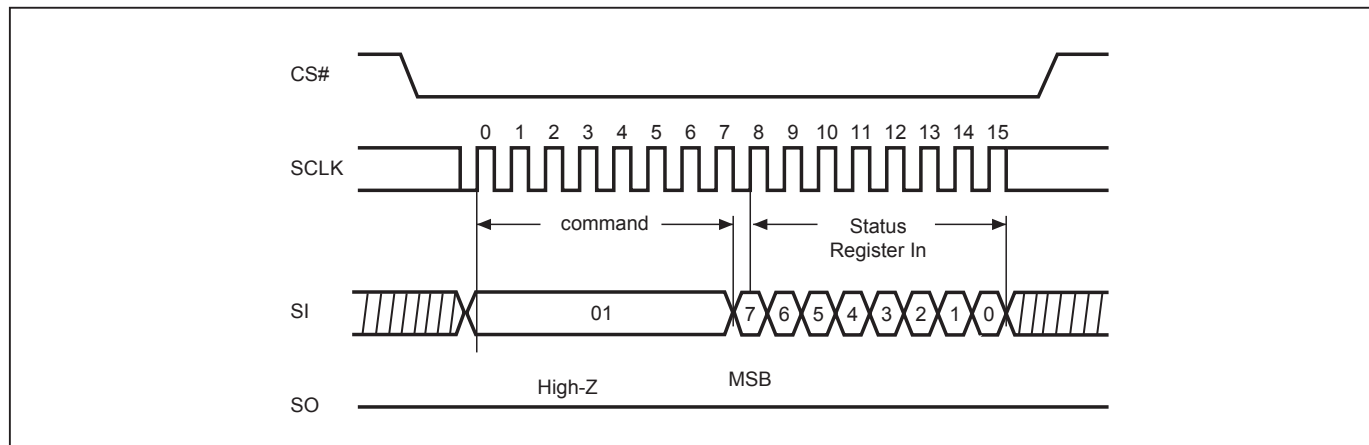 CS#
0 1 2 3 4 5 6 7 8 9 10 11 12 13 14 15
SCLK
command
Status
Register In
SI
01
7 6 5 4 3 2 1 0
High-Z
MSB
SO